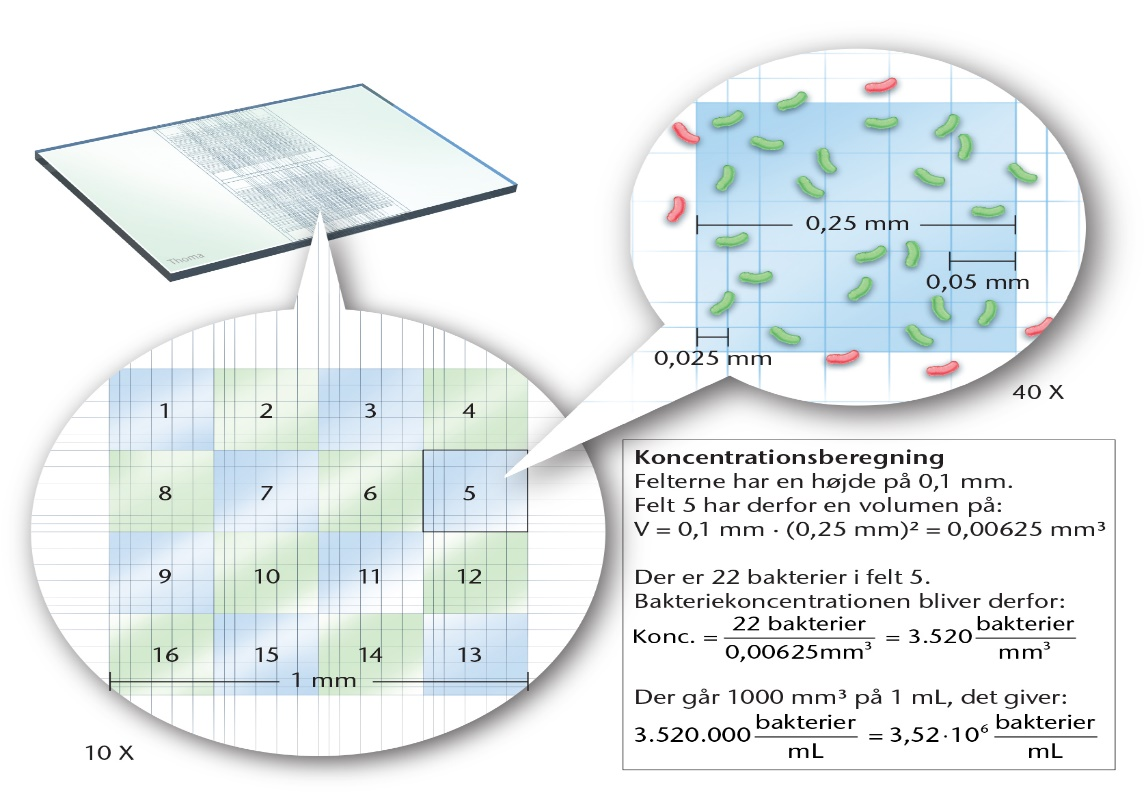 Thoma
0,25 mm
0,05 mm
0,025 mm
40 X
1 2 3 4
8 7 6 5
9 10 11 12
16 15 14 13
1 mm
10 X
Koncentrationsberegning
Felterne har en højde på 0,1 mm.
Felt 5 har derfor en volumen på:
V = 0,1 mm · (0,25 mm)² = 0,00625 mm³
Der er 22 bakterier i felt 5.
Bakteriekoncentrationen bliver derfor:
Konc. = 22 bakterier / 0,00625mm³ = 3.520 bakterier / mm³
Der går 1000 mm³ på 1 mL, det giver:
3.520.000 bakterier / mL = 3,52·10⁶ bakterier / mL